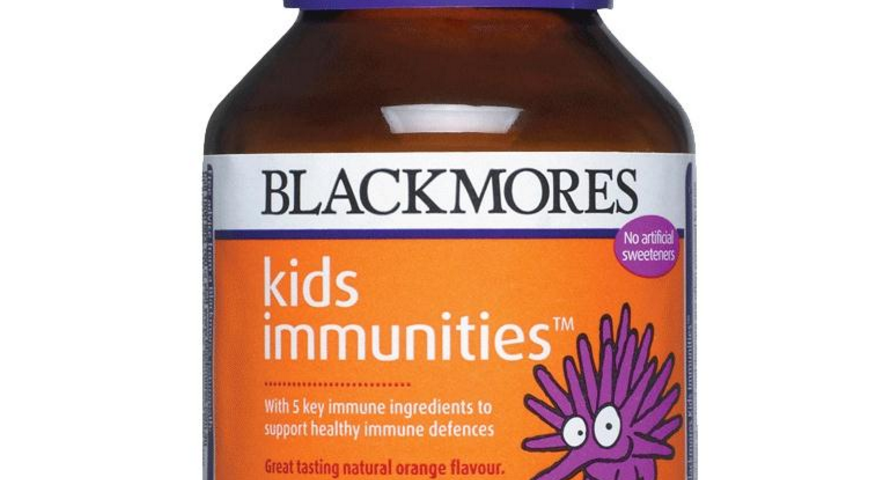 BLACKMORES
No artificial
sweeteners
kids
immunities™
With 5 key immune ingredients to
support healthy immune defences
Great tasting natural orange flavour.